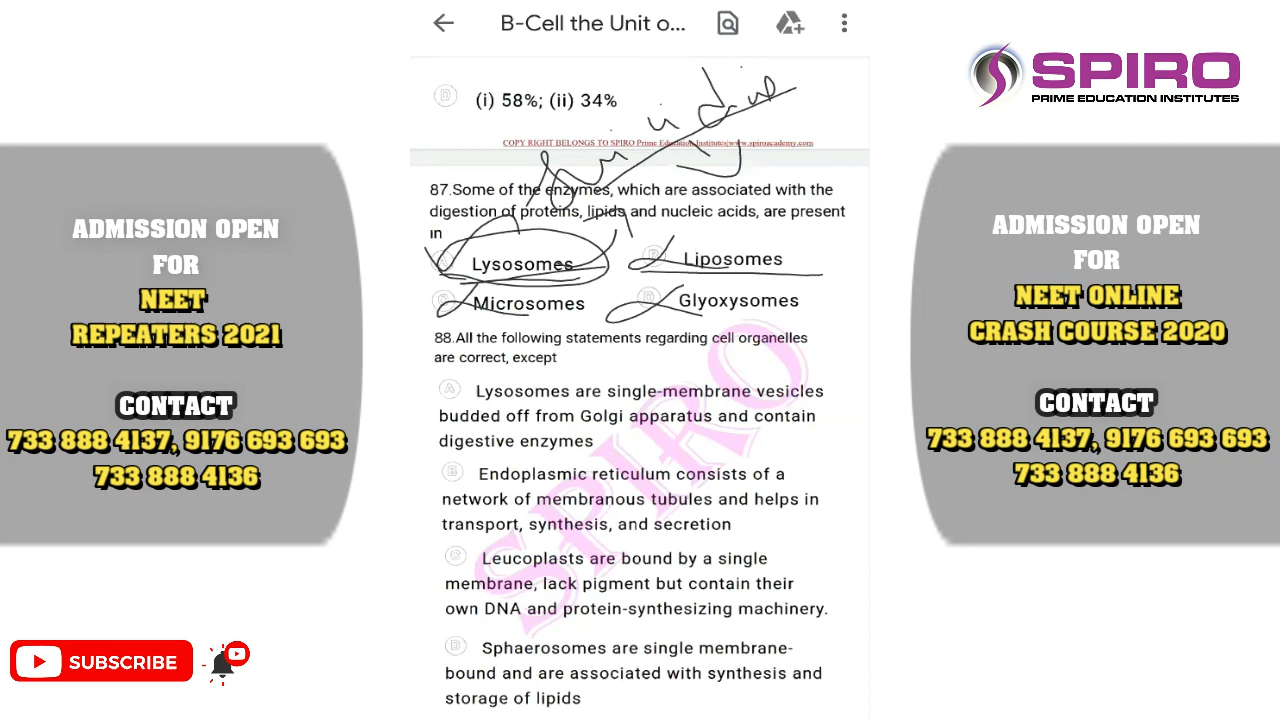 B-Cell the Unit o...
SPIRO
PRIME EDUCATION INSTITUTES
(D) (i) 58%; (ii) 34%
COPY RIGHT BELONGS TO SPIRO Prime Education Institutes|www.spiroacademy.com
87.Some of the enzymes, which are associated with the
digestion of proteins, lipids and nucleic acids, are present
in
Lysosomes
Liposomes
Microsomes
Glyoxysomes
88.All the following statements regarding cell organelles
are correct, except
(A) Lysosomes are single-membrane vesicles
budded off from Golgi apparatus and contain
digestive enzymes
(B) Endoplasmic reticulum consists of a
network of membranous tubules and helps in
transport, synthesis, and secretion
(C) Leucoplasts are bound by a single
membrane, lack pigment but contain their
own DNA and protein-synthesizing machinery.
(D) Sphaerosomes are single membrane-
bound and are associated with synthesis and
storage of lipids
SPIRO
ADMISSION OPEN
FOR
NEET
REPEATERS 2021
CONTACT
733 888 4137, 9176 693 693
733 888 4136
ADMISSION OPEN
FOR
NEET ONLINE
CRASH COURSE 2020
CONTACT
733 888 4137, 9176 693 693
733 888 4136
SUBSCRIBE